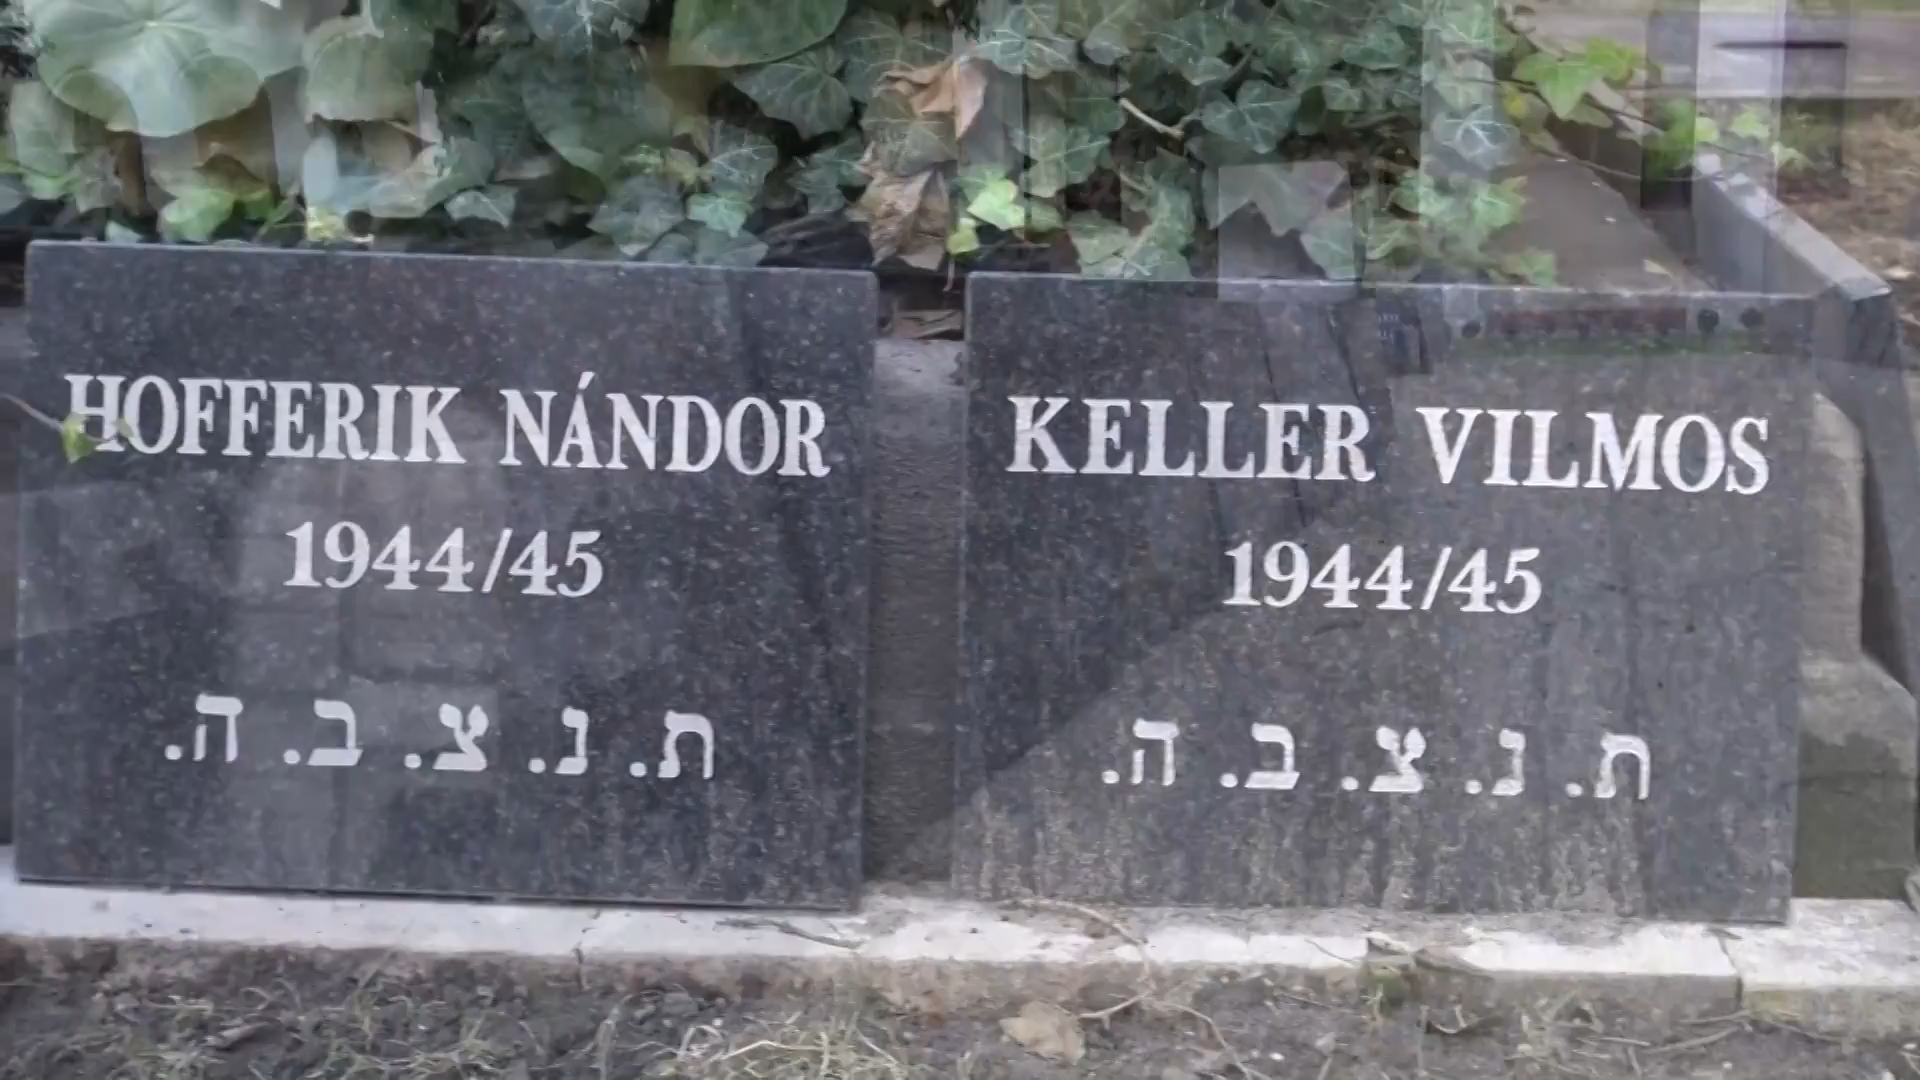 HOFFERIK NÁNDOR
1944/45
ת. נ. צ. ב. ה.
KELLER VILMOS
1944/45
ת. נ. צ. ב. ה.